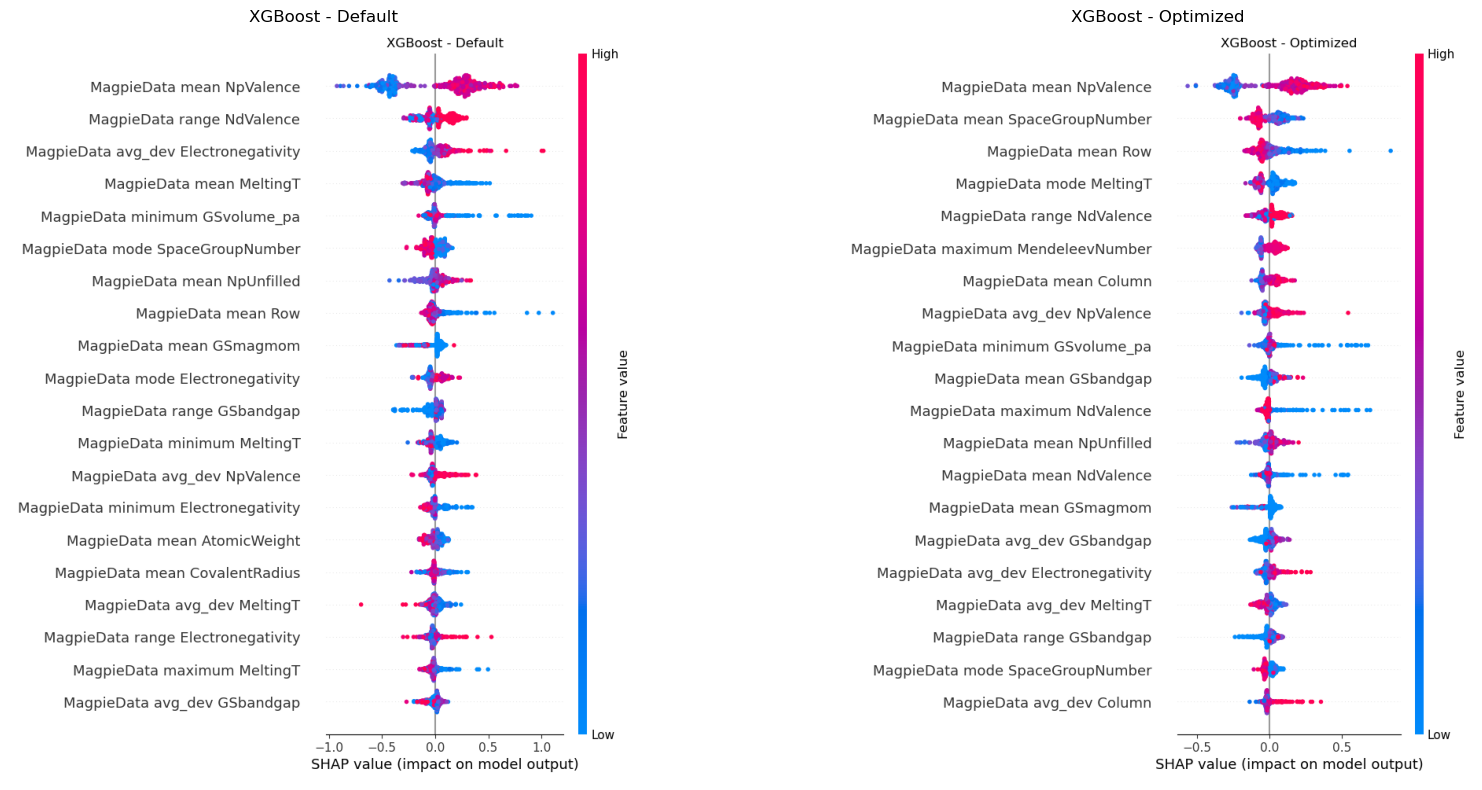 XGBoost - Default
XGBoost - Default
High
MagpieData mean NpValence
MagpieData range NdValence
MagpieData avg_dev Electronegativity
MagpieData mean MeltingT
MagpieData minimum GSvolume_pa
MagpieData mode SpaceGroupNumber
MagpieData mean NpUnfilled
MagpieData mean Row
MagpieData mean GSmagmom
MagpieData mode Electronegativity
MagpieData range GSbandgap
MagpieData minimum MeltingT
MagpieData avg_dev NpValence
MagpieData minimum Electronegativity
MagpieData mean AtomicWeight
MagpieData mean CovalentRadius
MagpieData avg_dev MeltingT
MagpieData range Electronegativity
MagpieData maximum MeltingT
MagpieData avg_dev GSbandgap
Feature value
Low
−1.0 −0.5 0.0 0.5 1.0
SHAP value (impact on model output)
XGBoost - Optimized
XGBoost - Optimized
High
MagpieData mean NpValence
MagpieData mean SpaceGroupNumber
MagpieData mean Row
MagpieData mode MeltingT
MagpieData range NdValence
MagpieData maximum MendeleevNumber
MagpieData mean Column
MagpieData avg_dev NpValence
MagpieData minimum GSvolume_pa
MagpieData mean GSbandgap
MagpieData maximum NdValence
MagpieData mean NpUnfilled
MagpieData mean NdValence
MagpieData mean GSmagmom
MagpieData avg_dev GSbandgap
MagpieData avg_dev Electronegativity
MagpieData avg_dev MeltingT
MagpieData range GSbandgap
MagpieData mode SpaceGroupNumber
MagpieData avg_dev Column
Feature value
Low
−0.5 0.0 0.5
SHAP value (impact on model output)